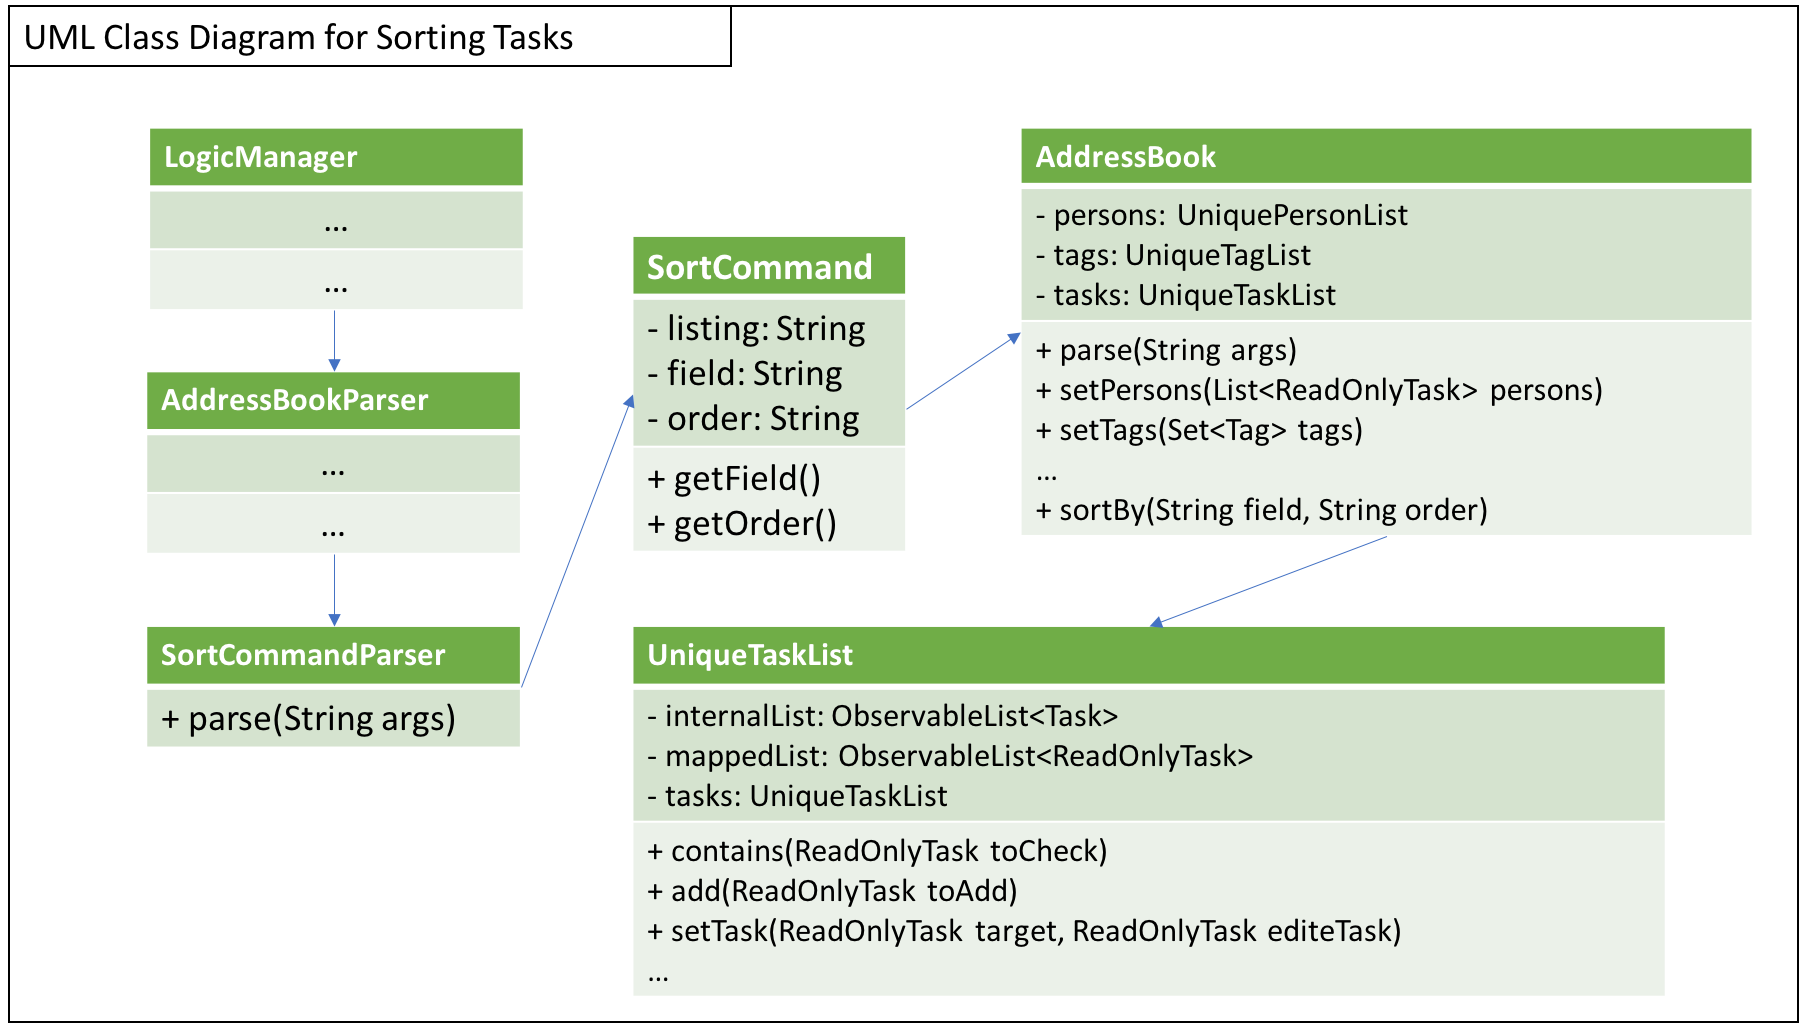 UML Class Diagram for Sorting Tasks
LogicManager
...
...
AddressBookParser
...
...
SortCommandParser
+ parse(String args)
SortCommand
- listing: String
- field: String
- order: String
+ getField()
+ getOrder()
AddressBook
- persons: UniquePersonList
- tags: UniqueTagList
- tasks: UniqueTaskList
+ parse(String args)
+ setPersons(List<ReadOnlyTask> persons)
+ setTags(Set<Tag> tags)
...
+ sortBy(String field, String order)
UniqueTaskList
- internalList: ObservableList<Task>
- mappedList: ObservableList<ReadOnlyTask>
- tasks: UniqueTaskList
+ contains(ReadOnlyTask toCheck)
+ add(ReadOnlyTask toAdd)
+ setTask(ReadOnlyTask target, ReadOnlyTask editeTask)
...